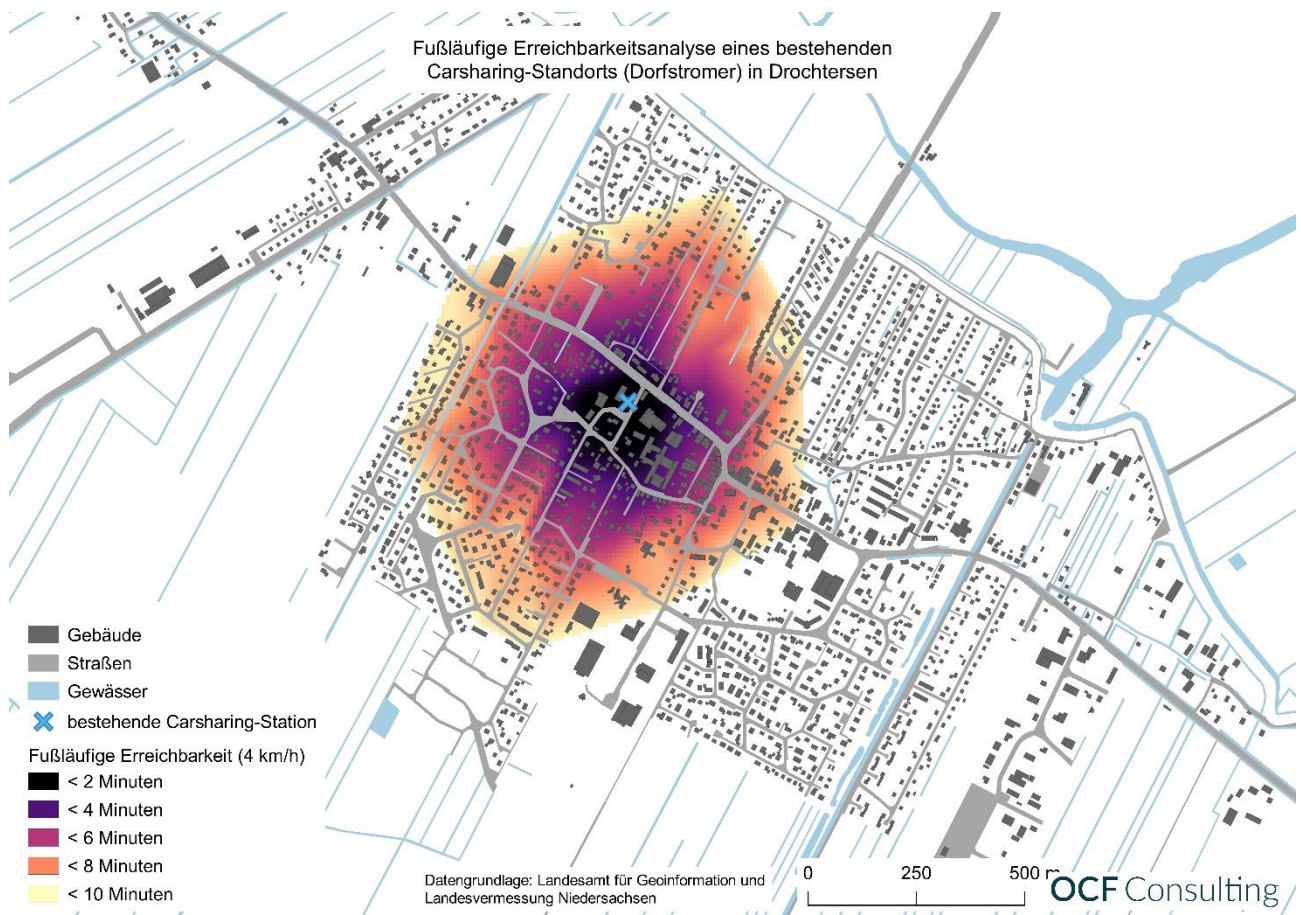 Fußläufige Erreichbarkeitsanalyse eines bestehenden
Carsharing-Standorts (Dorfstromer) in Drochtersen
Gebäude
Straßen
Gewässer
bestehende Carsharing-Station
Fußläufige Erreichbarkeit (4 km/h)
< 2 Minuten
< 4 Minuten
< 6 Minuten
< 8 Minuten
< 10 Minuten
Datengrundlage: Landesamt für Geoinformation und
Landesvermessung Niedersachsen
0 250 500 m
OCF Consulting